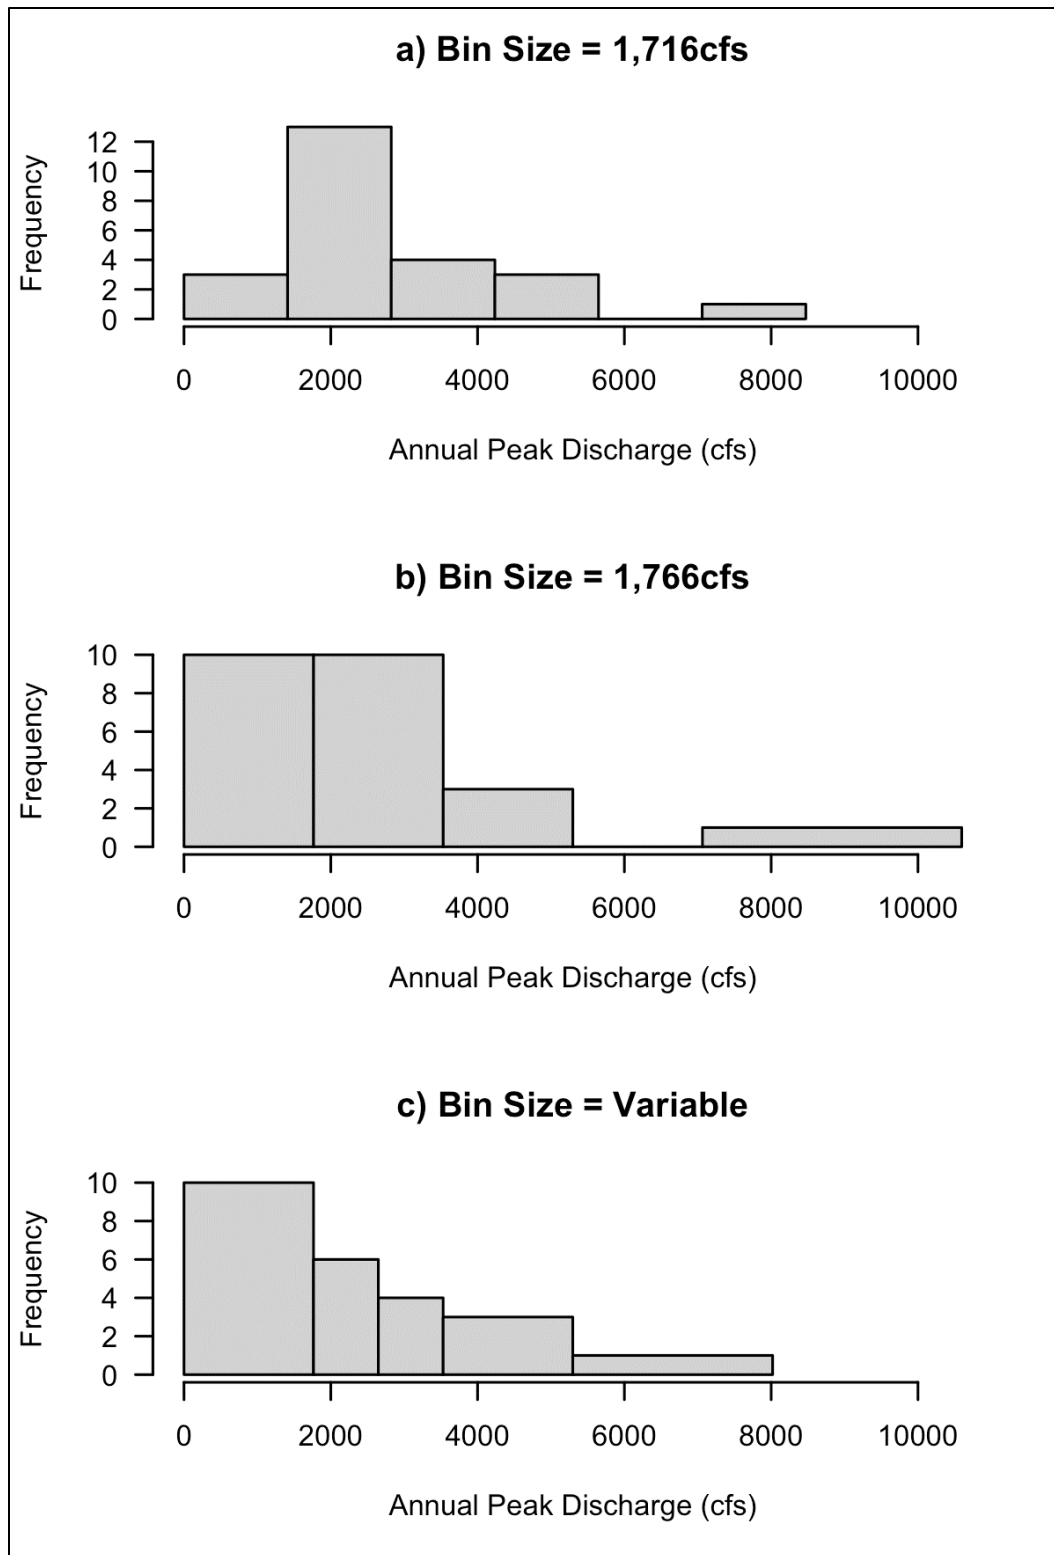 a) Bin Size = 1,716cfs
Frequency
12
10
8
6
4
2
0
0 2000 4000 6000 8000 10000
Annual Peak Discharge (cfs)
b) Bin Size = 1,766cfs
Frequency
10
8
6
4
2
0
0 2000 4000 6000 8000 10000
Annual Peak Discharge (cfs)
c) Bin Size = Variable
Frequency
10
8
6
4
2
0
0 2000 4000 6000 8000 10000
Annual Peak Discharge (cfs)